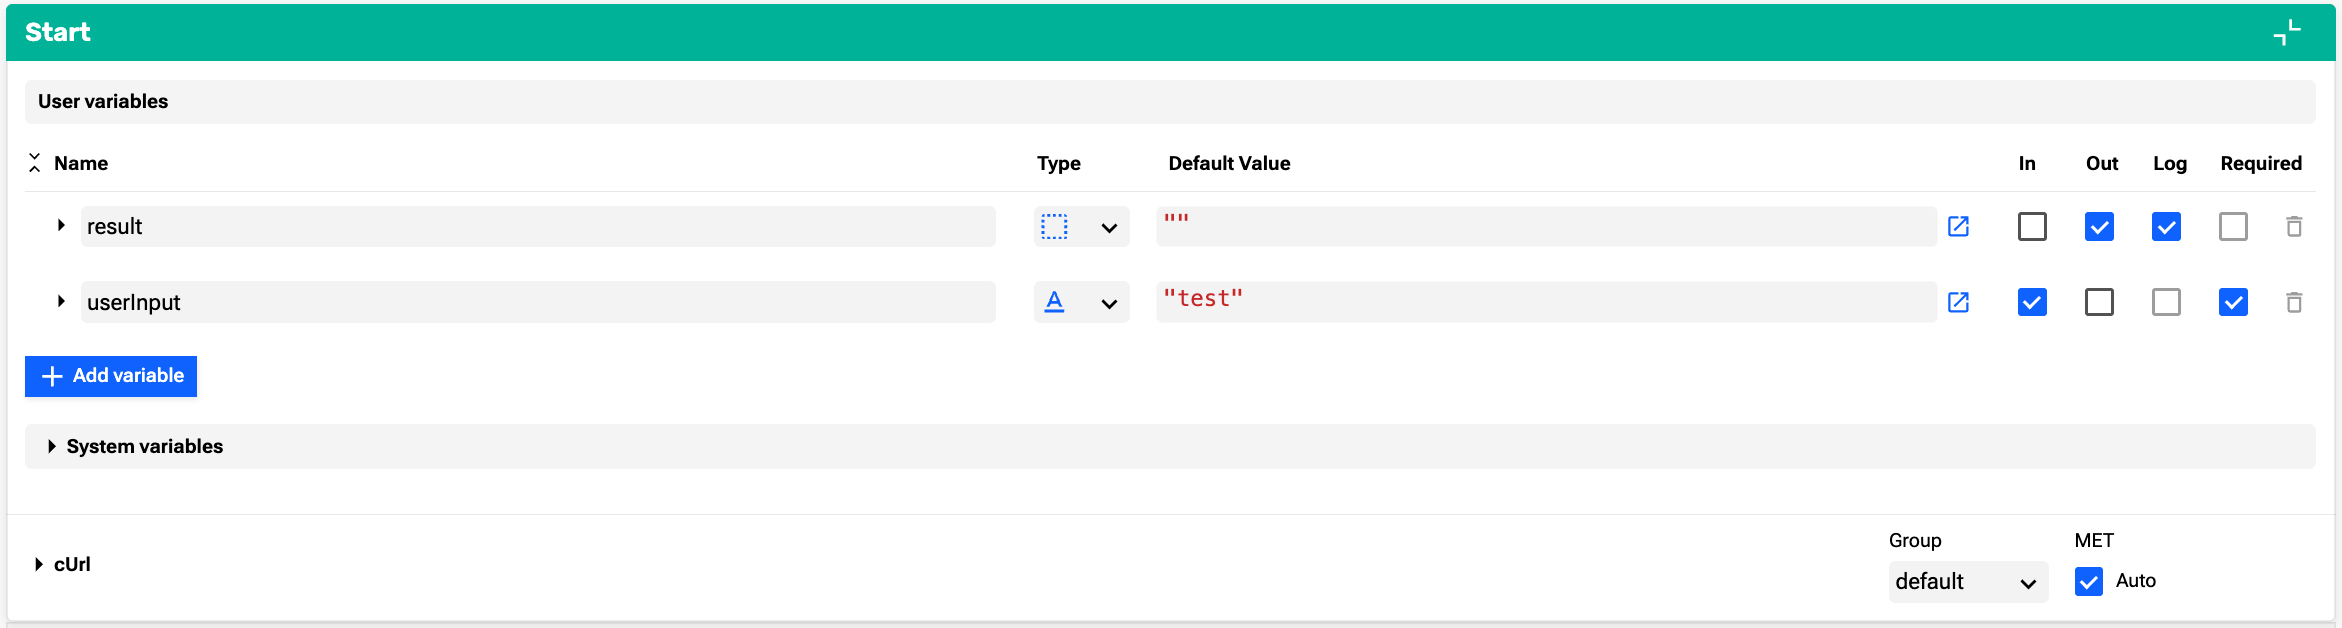 Start
User variables
Name Type Default Value In Out Log Required
result ""
userInput A "test"
Add variable
System variables
Group MET
cUrl default Auto